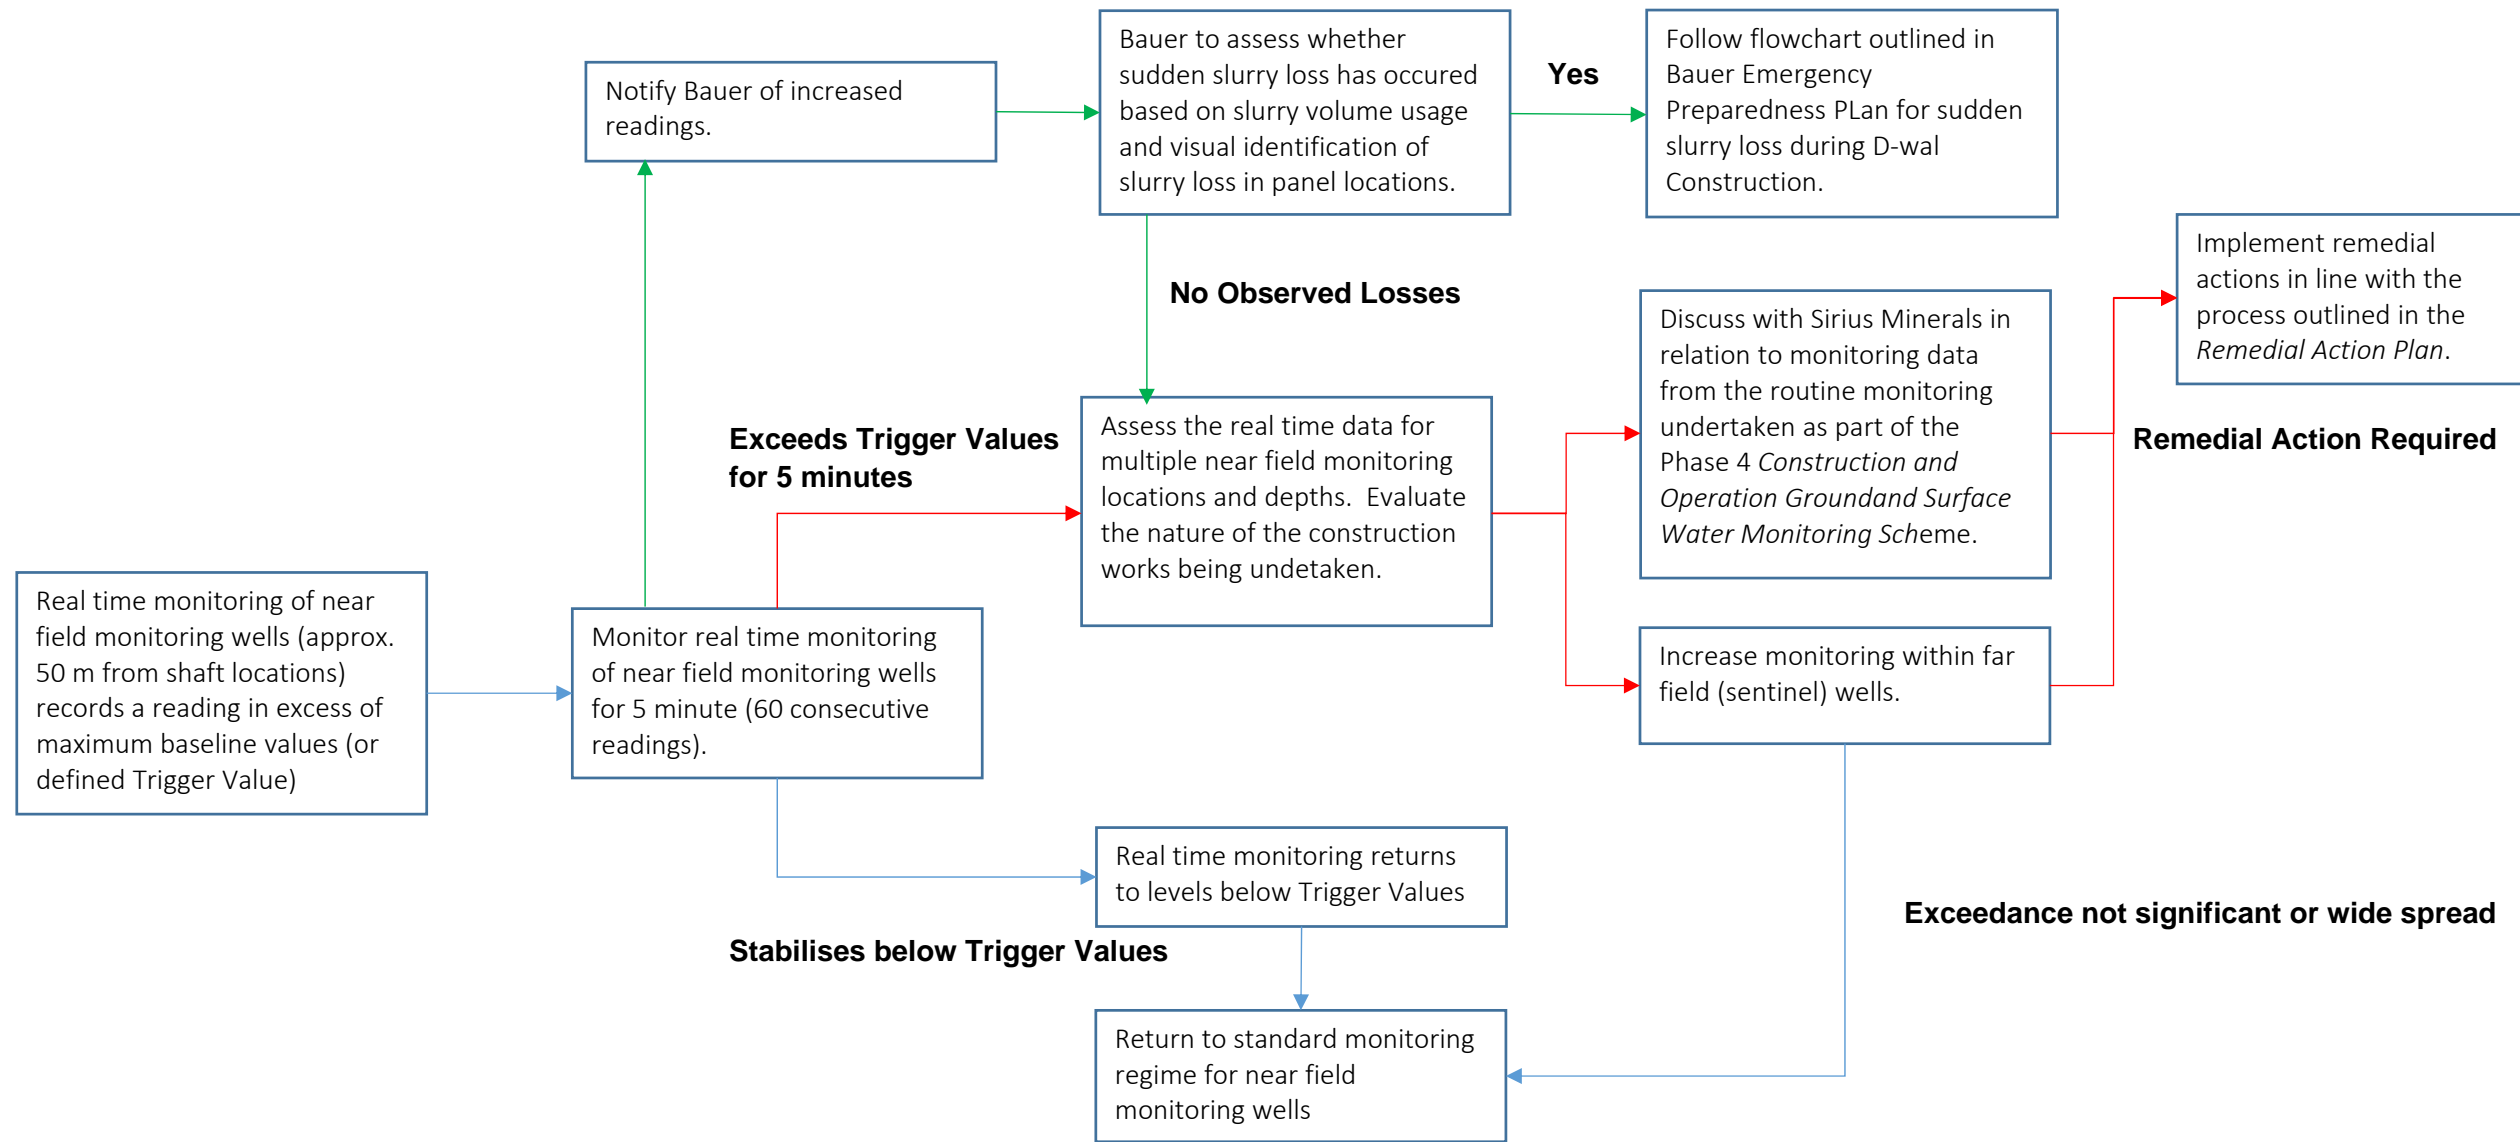 Notify Bauer of increased
readings.
Bauer to assess whether
sudden slurry loss has occured
based on slurry volume usage
and visual identification of
slurry loss in panel locations.
Yes
Follow flowchart outlined in
Bauer Emergency
Preparedness PLan for sudden
slurry loss during D-wal
Construction.
Implement remedial
actions in line with the
process outlined in the
Remedial Action Plan.
No Observed Losses
Discuss with Sirius Minerals in
relation to monitoring data
from the routine monitoring
undertaken as part of the
Phase 4 Construction and
Operation Groundand Surface
Water Monitoring Scheme.
Remedial Action Required
Exceeds Trigger Values
for 5 minutes
Assess the real time data for
multiple near field monitoring
locations and depths.  Evaluate
the nature of the construction
works being undetaken.
Real time monitoring of near
field monitoring wells (approx.
50 m from shaft locations)
records a reading in excess of
maximum baseline values (or
defined Trigger Value)
Monitor real time monitoring
of near field monitoring wells
for 5 minute (60 consecutive
readings).
Increase monitoring within far
field (sentinel) wells.
Real time monitoring returns
to levels below Trigger Values
Exceedance not significant or wide spread
Stabilises below Trigger Values
Return to standard monitoring
regime for near field
monitoring wells